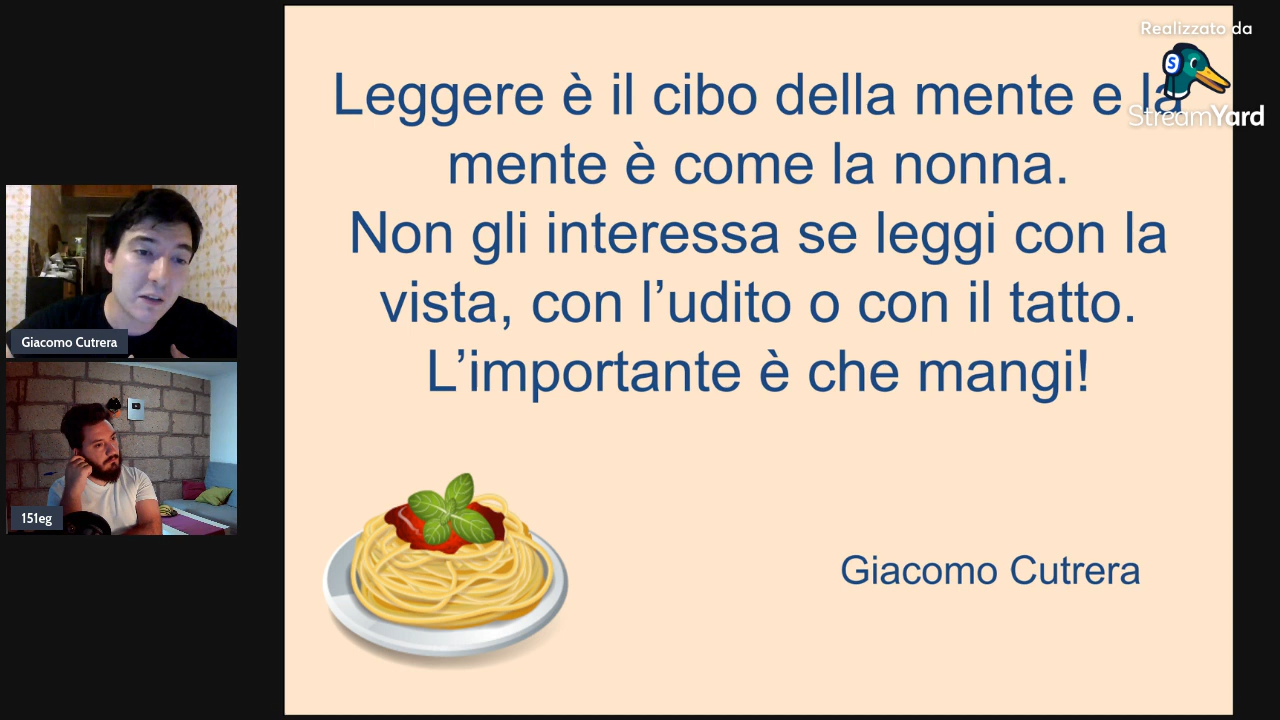 Realizzato da
StreamYard
Leggere è il cibo della mente e la
mente è come la nonna.
Non gli interessa se leggi con la
vista, con l’udito o con il tatto.
L’importante è che mangi!
Giacomo Cutrera
Giacomo Cutrera
151eg